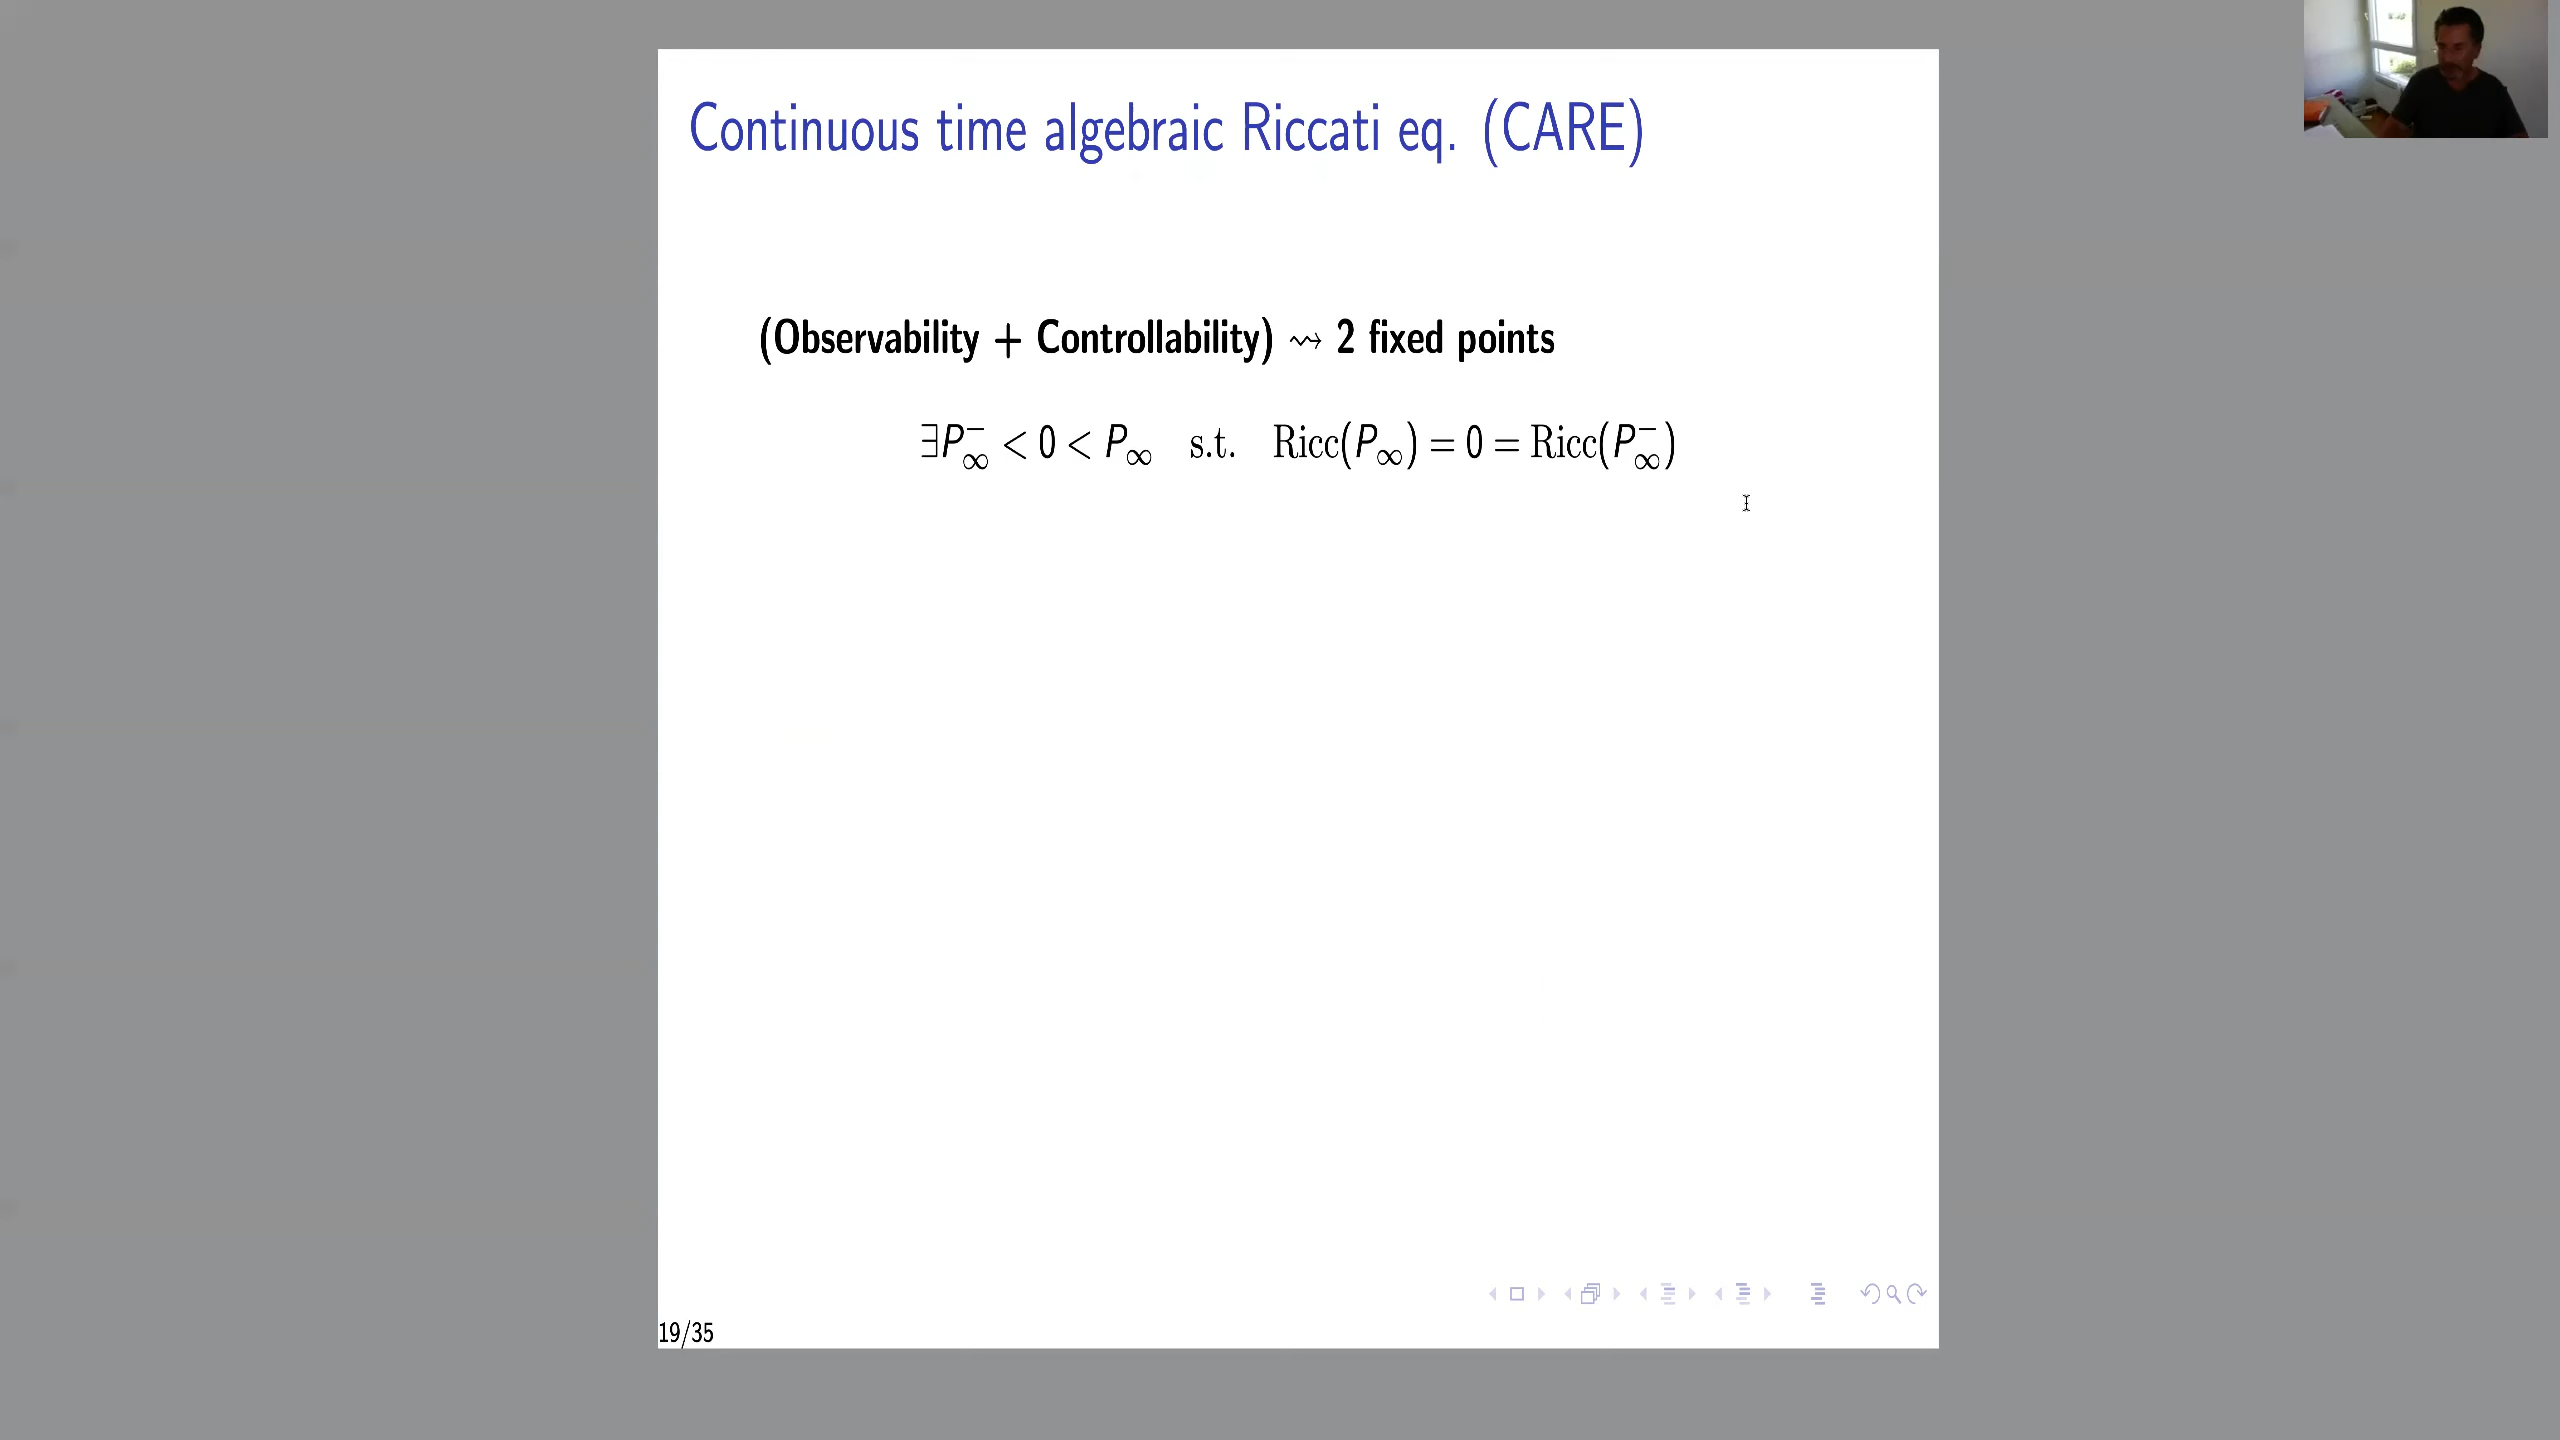 Continuous time algebraic Riccati eq. (CARE)
(Observability + Controllability) ⇝ 2 fixed points
∃P∞⁻ < 0 < P∞ s.t. Ricc(P∞) = 0 = Ricc(P∞⁻)
19/35